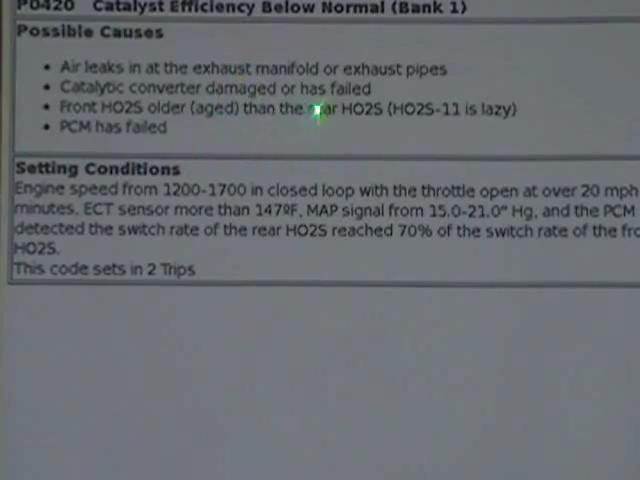 P0420 Catalyst Efficiency Below Normal (Bank 1)
Possible Causes
• Air leaks in at the exhaust manifold or exhaust pipes
• Catalytic converter damaged or has failed
• Front HO2S older (aged) than the rear HO2S (HO2S-11 is lazy)
• PCM has failed
Setting Conditions
Engine speed from 1200-1700 in closed loop with the throttle open at over 20 mph
minutes, ECT sensor more than 147ºF, MAP signal from 15.0-21.0" Hg, and the PCM
detected the switch rate of the rear HO2S reached 70% of the switch rate of the
HO2S.
This code sets in 2 Trips